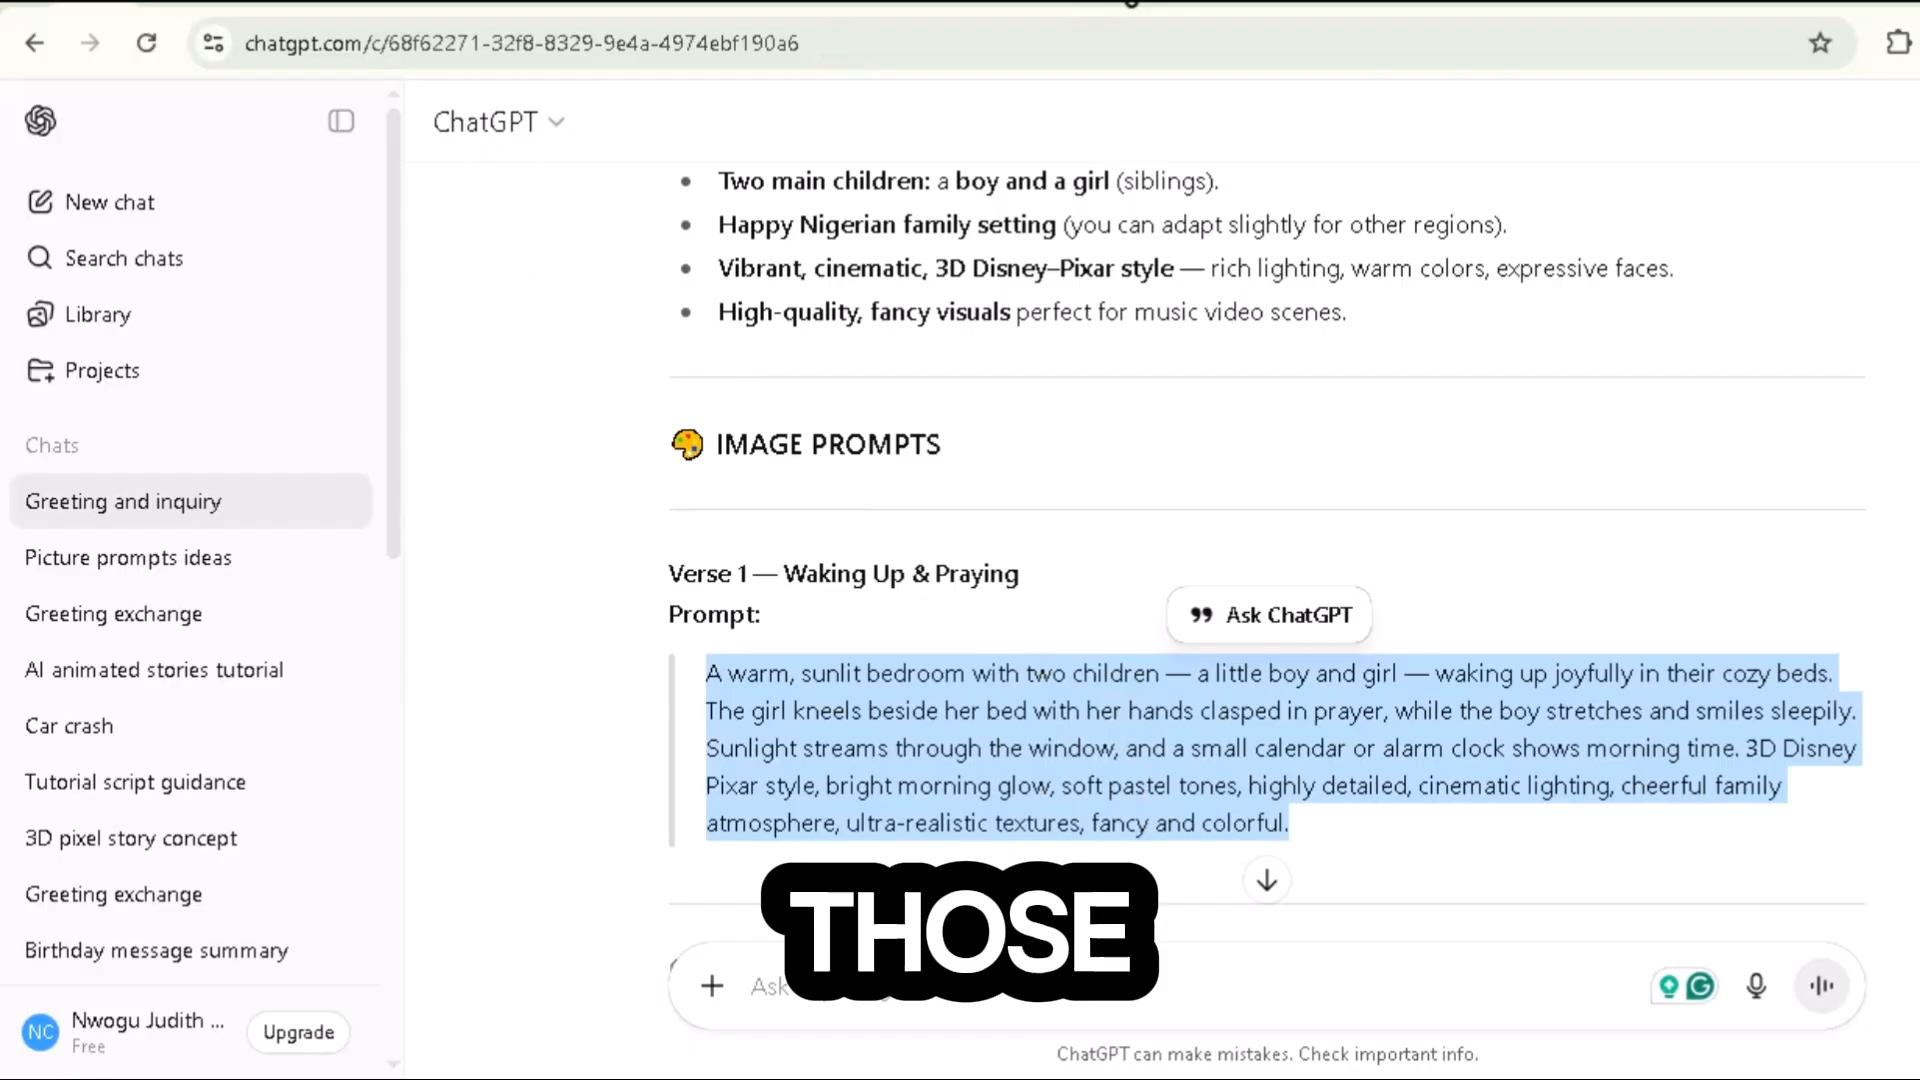 chatgpt.com/c/68f62271-32f8-8329-9e4a-4974ebf190a6
ChatGPT
New chat
Search chats
Library
Projects
Chats
Greeting and inquiry
Picture prompts ideas
Greeting exchange
AI animated stories tutorial
Car crash
Tutorial script guidance
3D pixel story concept
Greeting exchange
Birthday message summary
NC
Nwogu Judith ...
Free
Upgrade
Two main children: a boy and a girl (siblings).
Happy Nigerian family setting (you can adapt slightly for other regions).
Vibrant, cinematic, 3D Disney–Pixar style — rich lighting, warm colors, expressive faces.
High-quality, fancy visuals perfect for music video scenes.
🎨 IMAGE PROMPTS
Verse 1 — Waking Up & Praying
Prompt:
Ask ChatGPT
A warm, sunlit bedroom with two children — a little boy and girl — waking up joyfully in their cozy beds.
The girl kneels beside her bed with her hands clasped in prayer, while the boy stretches and smiles sleepily.
Sunlight streams through the window, and a small calendar or alarm clock shows morning time. 3D Disney
Pixar style, bright morning glow, soft pastel tones, highly detailed, cinematic lighting, cheerful family
atmosphere, ultra-realistic textures, fancy and colorful.
THOSE
Ask
ChatGPT can make mistakes. Check important info.